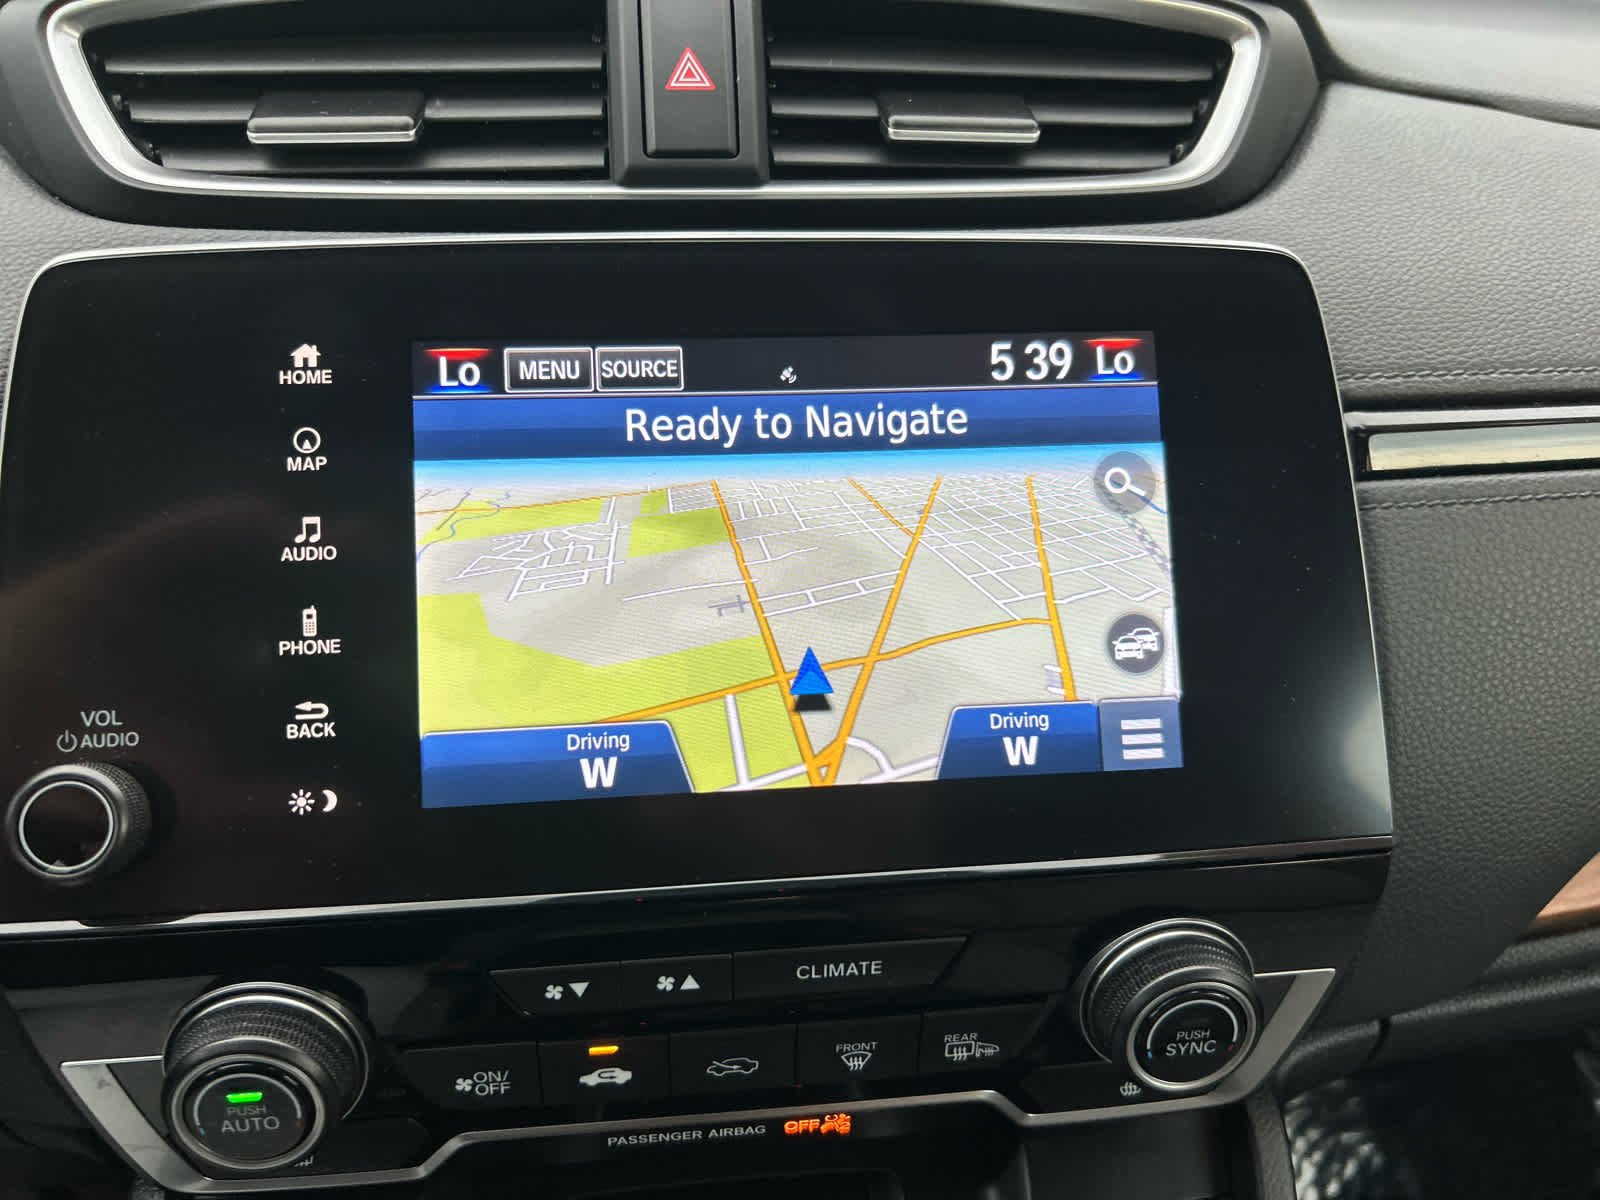 HOME
MAP
AUDIO
PHONE
BACK
VOL
AUDIO
Lo MENU SOURCE 5 39 Lo
Ready to Navigate
Driving
W
Driving
W
CLIMATE
ON/
OFF
FRONT
REAR
PUSH
AUTO
PUSH
SYNC
PASSENGER AIRBAG OFF